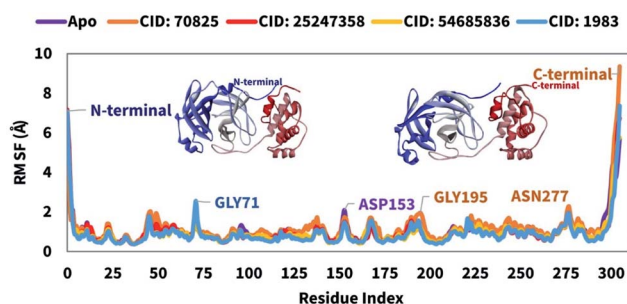 Apo CID: 70825 CID: 25247358 CID: 54685836 CID: 1983
10
8
6
4
2
0
RM SF (Å)
N-terminal
N-terminal
C-terminal
C-terminal
GLY71
ASP153
GLY195
ASN277
0 25 50 75 100 125 150 175 200 225 250 275 300
Residue Index